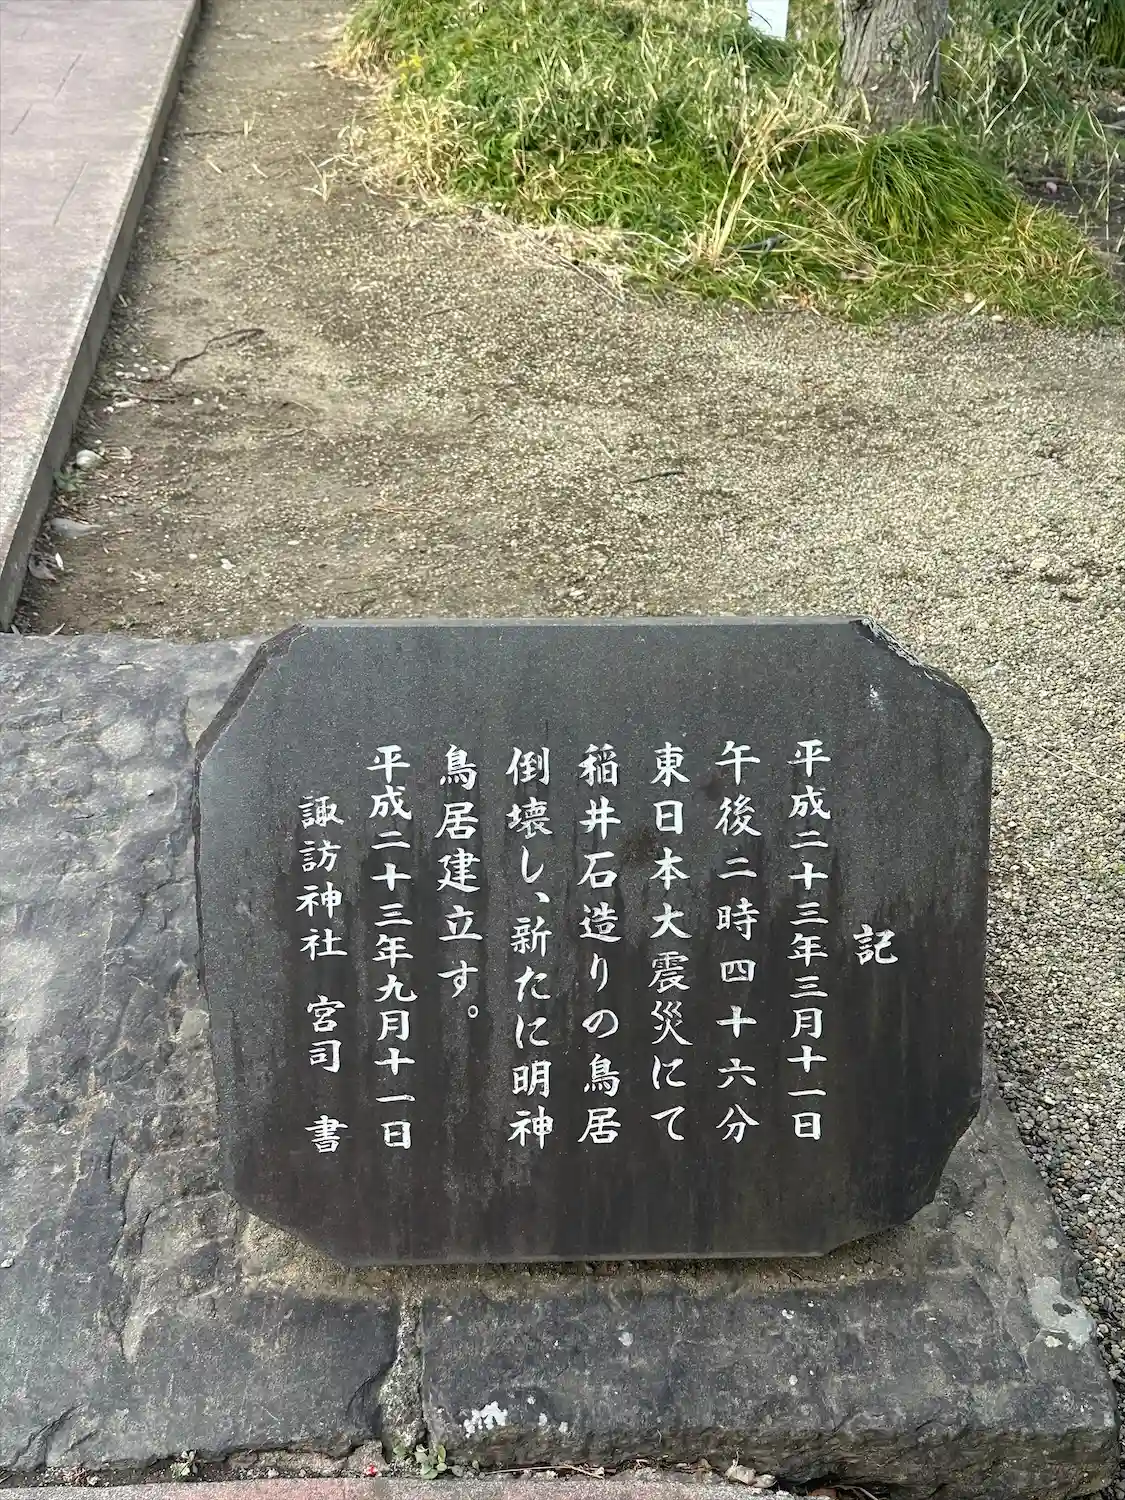 記
平成二十三年三月十一日
午後二時四十六分
東日本大震災にて
稲井石造りの鳥居
倒壊し、新たに明神
鳥居建立す。
平成二十三年九月十一日
諏訪神社 宮司 書